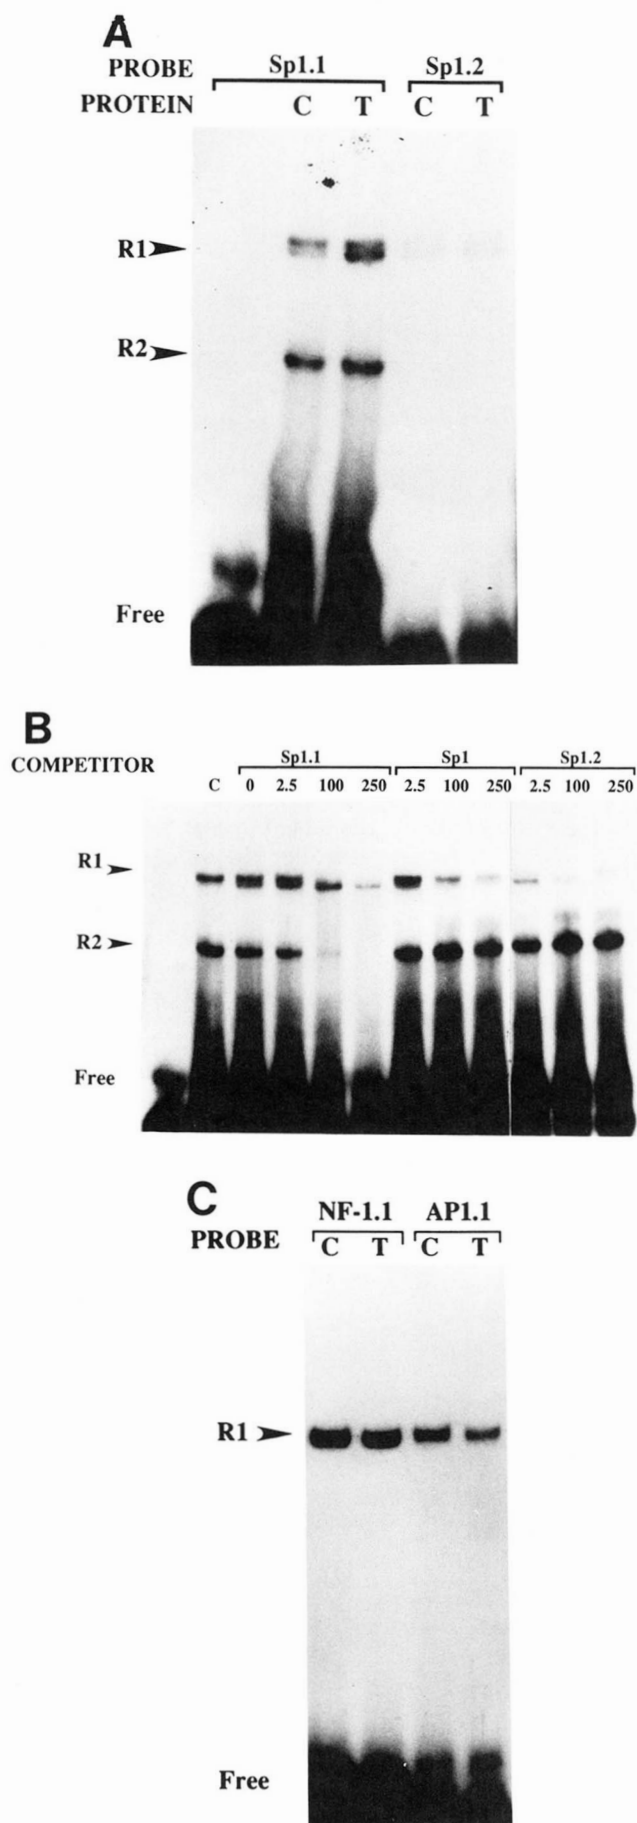 A
PROBE Sp1.1 Sp1.2
PROTEIN C T C T
R1
R2
Free
B
COMPETITOR Sp1.1 Sp1 Sp1.2
C 0 2.5 100 250 2.5 100 250 2.5 100 250
R1
R2
Free
C
NF-1.1 AP1.1
PROBE C T C T
R1
Free